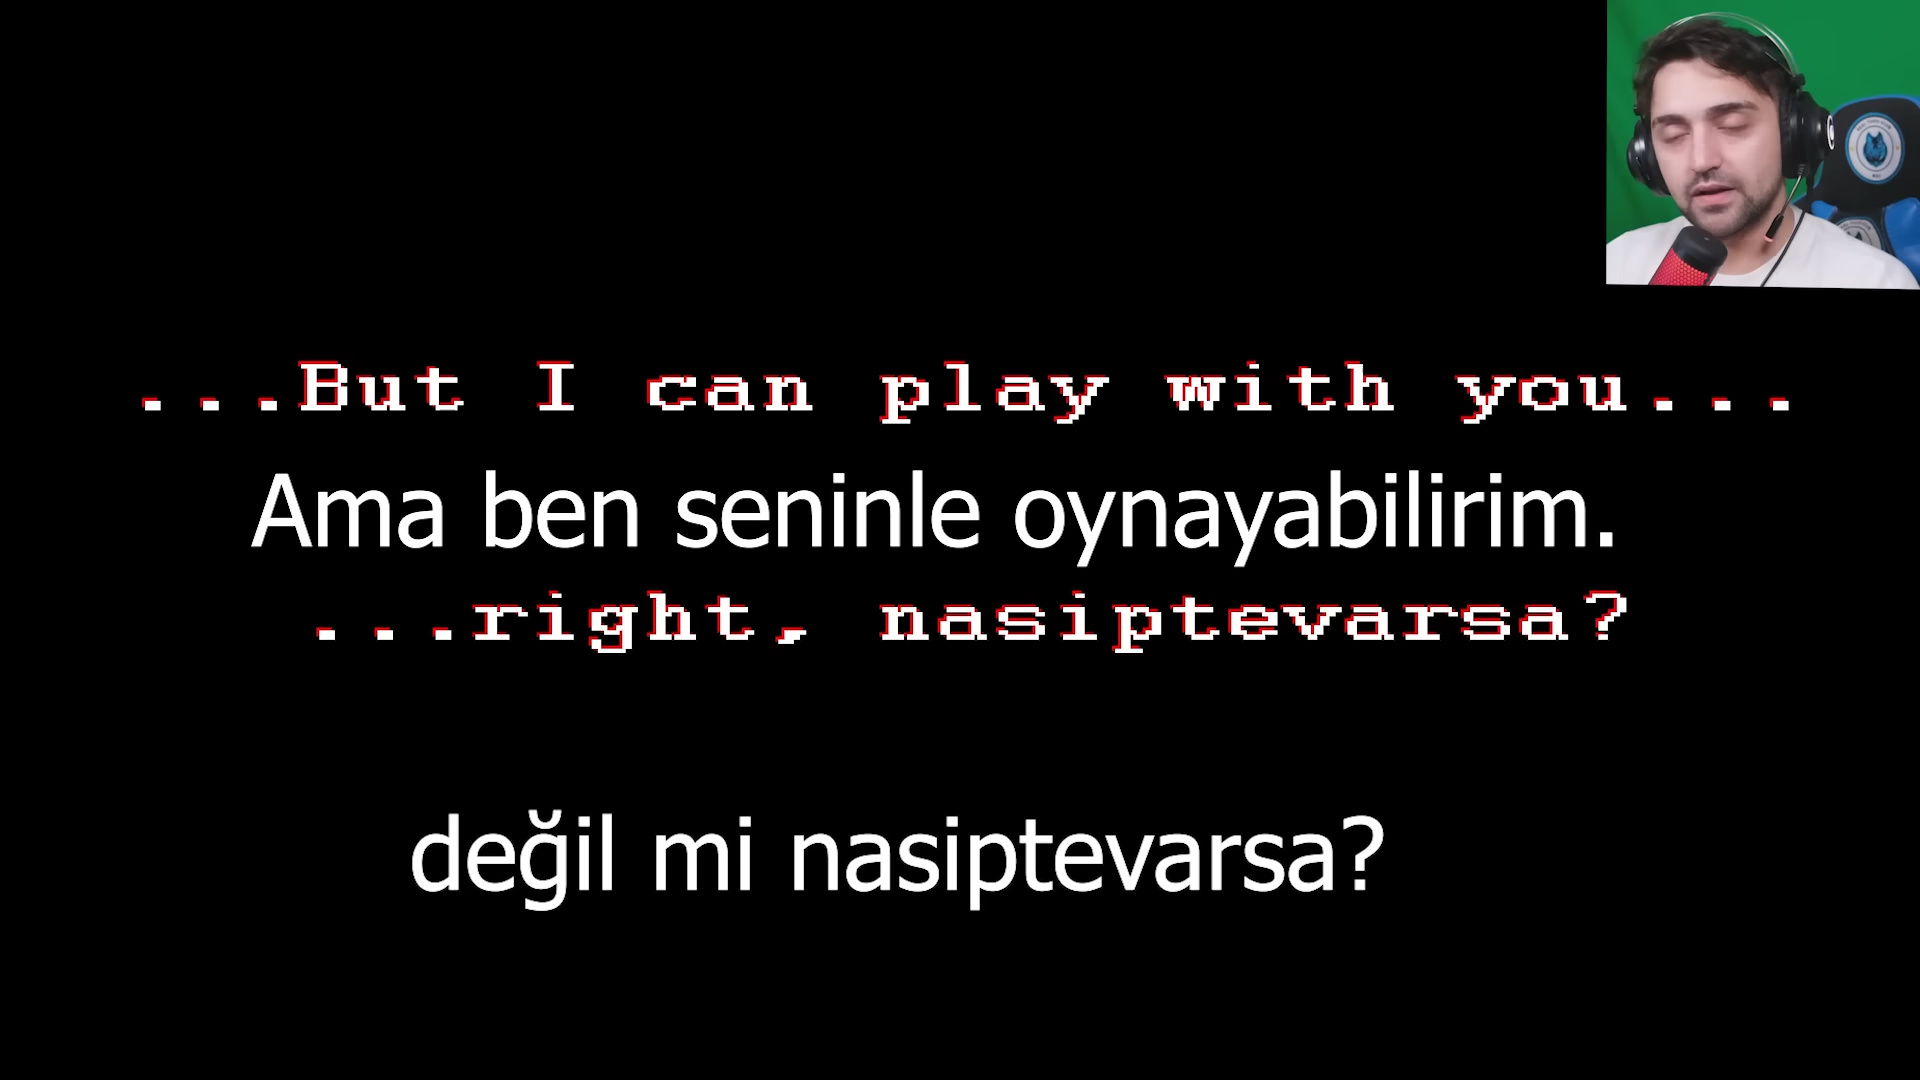 ...But I can play with you...
Ama ben seninle oynayabilirim.
...right, nasiptevarsa?
değil mi nasiptevarsa?